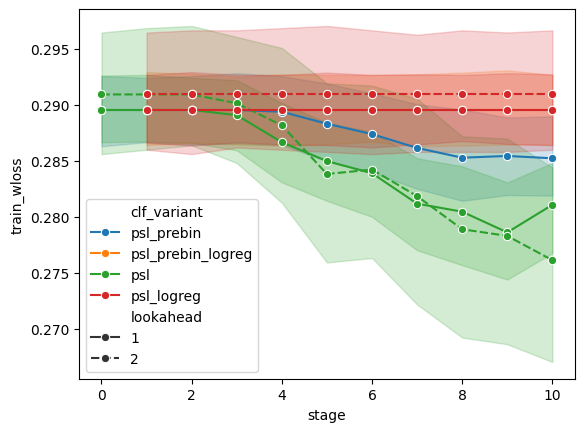 0.295
0.290
0.285
0.280
0.275
0.270
train_wloss
clf_variant
psl_prebin
psl_prebin_logreg
psl
psl_logreg
lookahead
1
2
0
2
4
6
8
10
stage